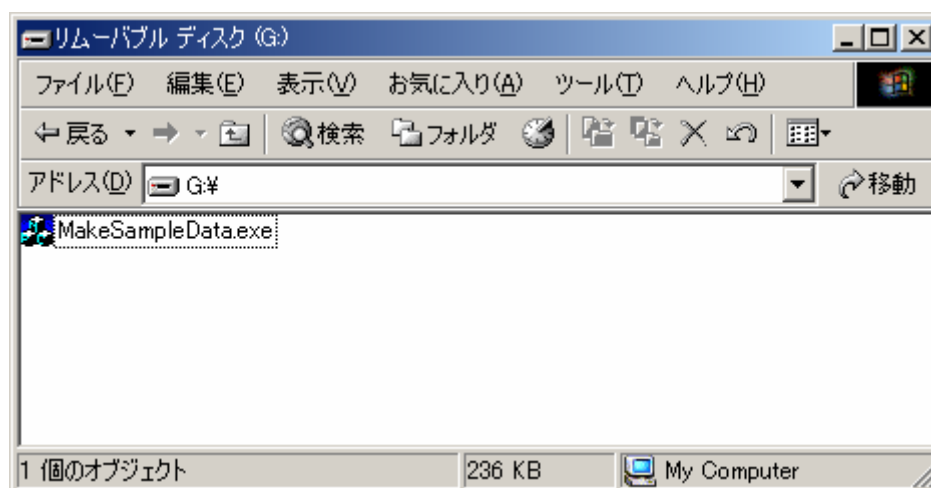 リムーバブル ディスク (G:)
ファイル(F) 編集(E) 表示(V) お気に入り(A) ツール(T) ヘルプ(H)
戻る 検索 フォルダ
アドレス(D) G:¥ 移動
MakeSampleData.exe
1 個のオブジェクト 236 KB My Computer